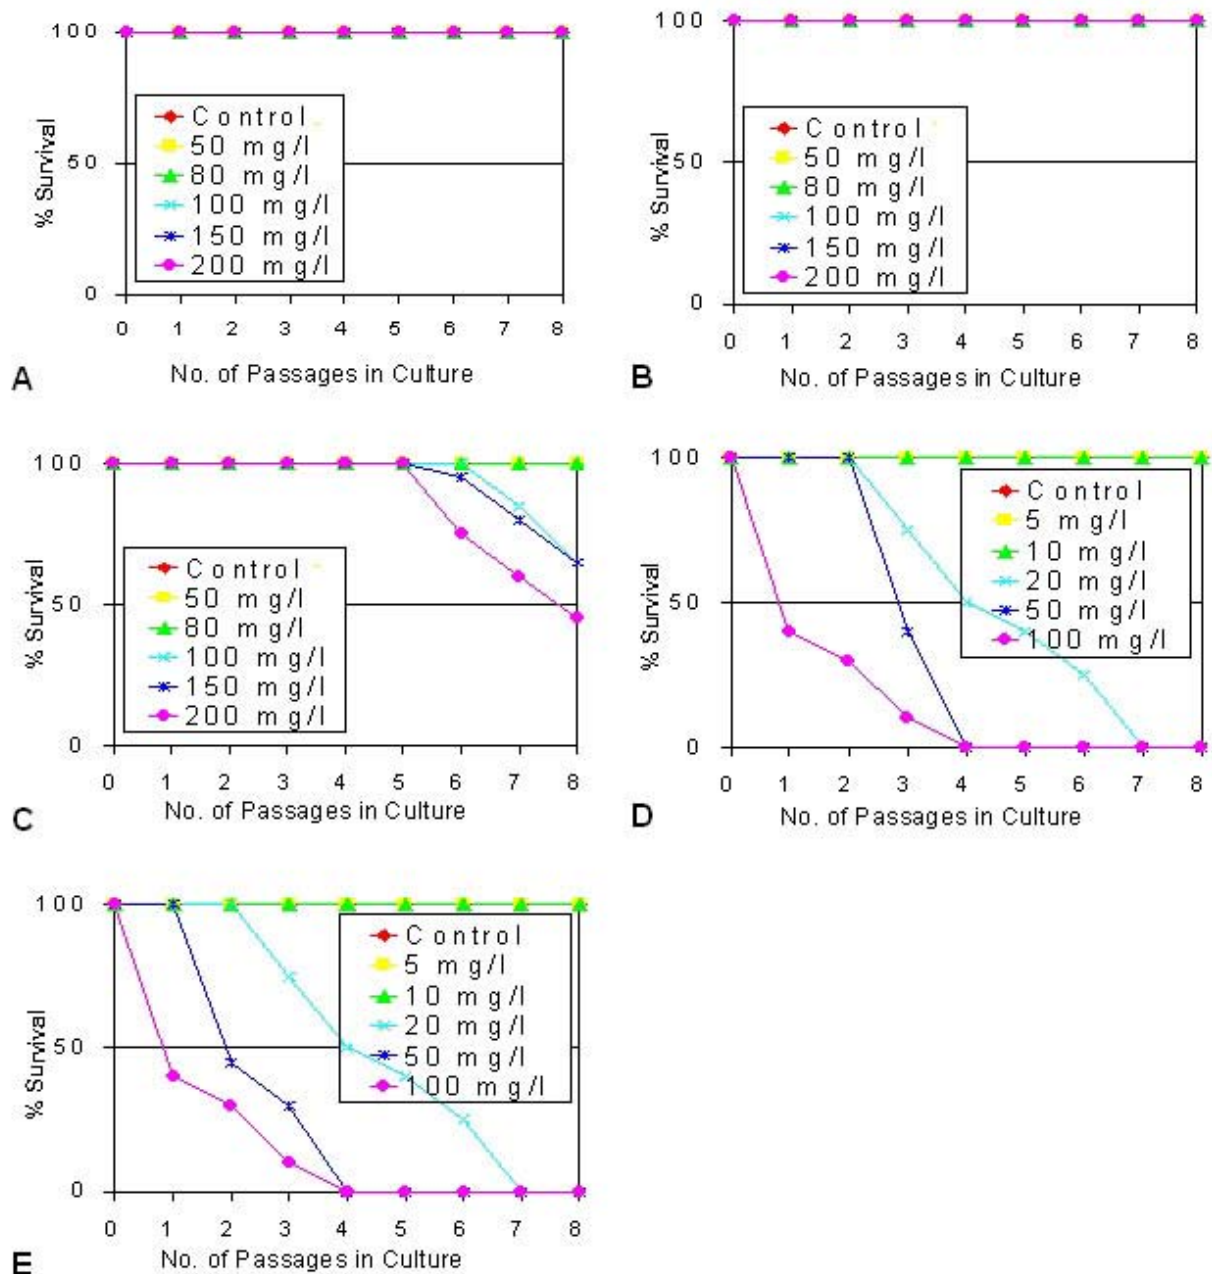 100
50
0
% Survival
Control
50 mg/l
80 mg/l
100 mg/l
150 mg/l
200 mg/l
0 1 2 3 4 5 6 7 8
No. of Passages in Culture
A
100
50
0
% Survival
Control
50 mg/l
80 mg/l
100 mg/l
150 mg/l
200 mg/l
0 1 2 3 4 5 6 7 8
No. of Passages in Culture
B
100
50
0
% Survival
Control
50 mg/l
80 mg/l
100 mg/l
150 mg/l
200 mg/l
0 1 2 3 4 5 6 7 8
No. of Passages in Culture
C
100
50
0
% Survival
Control
5 mg/l
10 mg/l
20 mg/l
50 mg/l
100 mg/l
0 1 2 3 4 5 6 7 8
No. of Passages in Culture
D
100
50
0
% Survival
Control
5 mg/l
10 mg/l
20 mg/l
50 mg/l
100 mg/l
0 1 2 3 4 5 6 7 8
No. of Passages in Culture
E